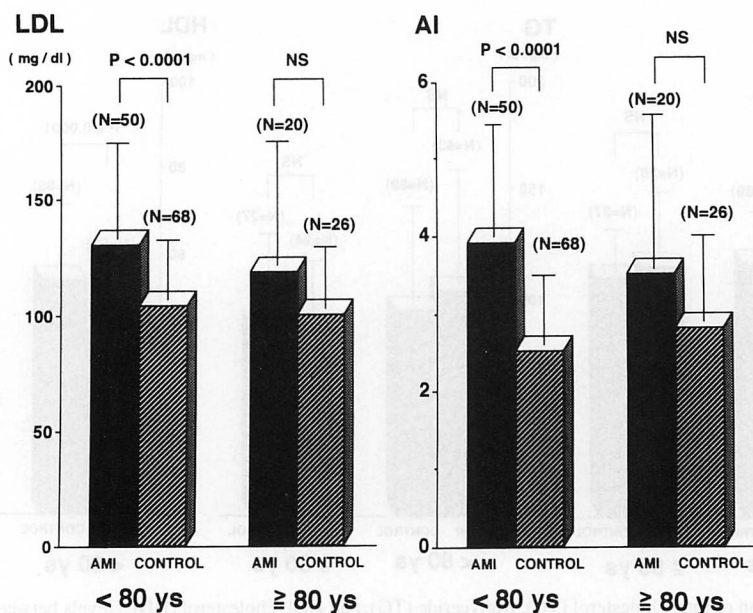 LDL
( mg / dl )
P < 0.0001
NS
200
(N=50)
(N=20)
(N=68)
(N=26)
150
100
50
0
AMI CONTROL AMI CONTROL
< 80 ys ≥ 80 ys
AI
P < 0.0001
NS
6
(N=50)
(N=20)
(N=68)
(N=26)
4
2
0
AMI CONTROL AMI CONTROL
< 80 ys ≥ 80 ys